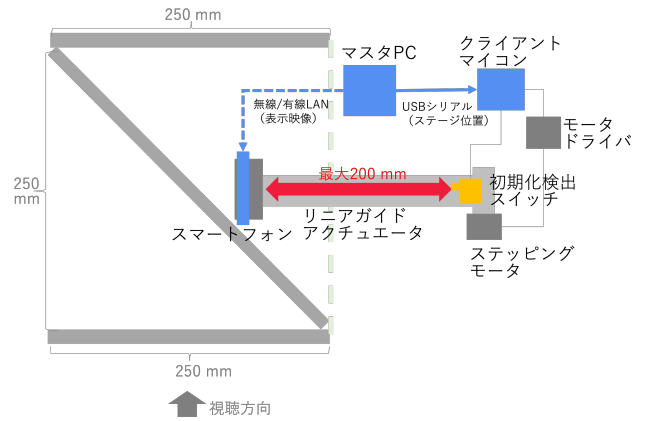 250 mm
マスタPC
クライアント
マイコン
無線/有線LAN
（表示映像）
USBシリアル
（ステージ位置）
モータ
ドライバ
最大200 mm
250
mm
初期化検出
スイッチ
スマートフォン
リニアガイド
アクチュエータ
ステッピング
モータ
250 mm
視聴方向